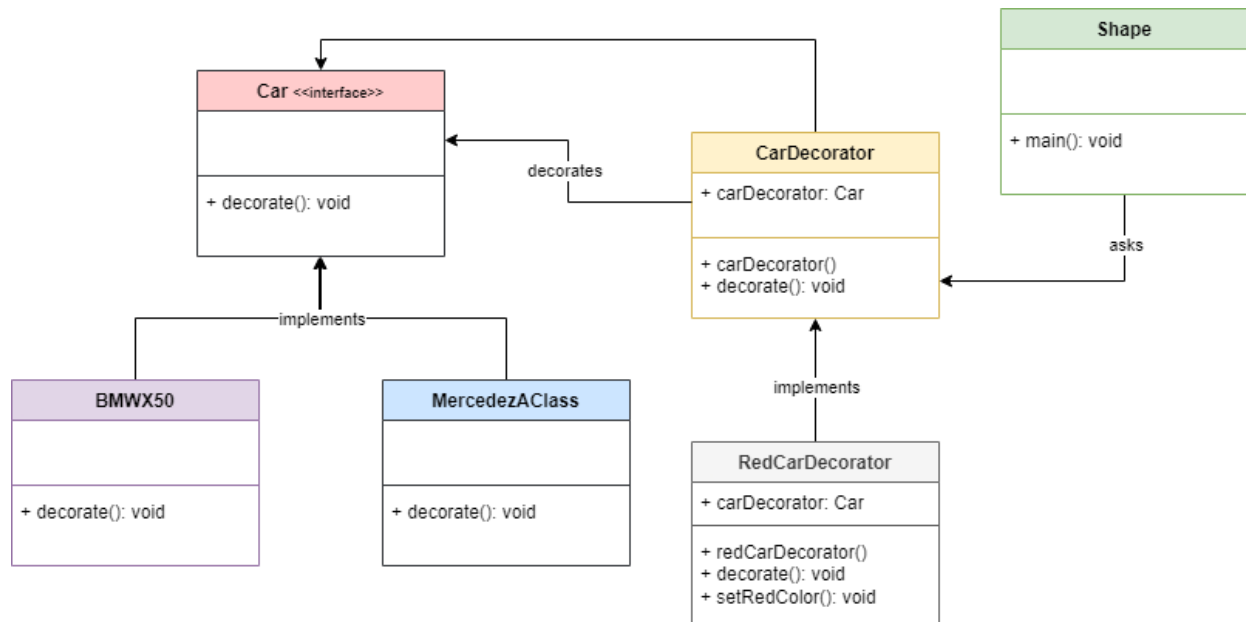 Shape
+ main(): void
asks
Car <<interface>>
+ decorate(): void
decorates
CarDecorator
+ carDecorator: Car
+ carDecorator()
+ decorate(): void
implements
BMWX50
+ decorate(): void
MercedezAClass
+ decorate(): void
implements
RedCarDecorator
+ carDecorator: Car
+ redCarDecorator()
+ decorate(): void
+ setRedColor(): void